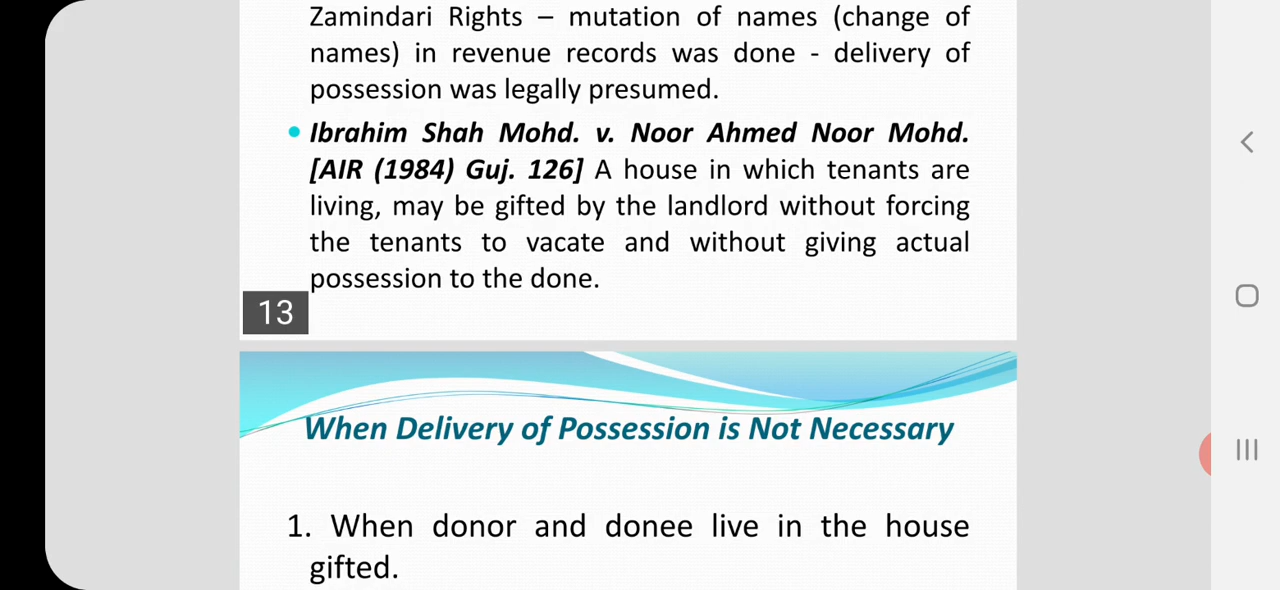 Zamindari Rights – mutation of names (change of
names) in revenue records was done - delivery of
possession was legally presumed.
• Ibrahim Shah Mohd. v. Noor Ahmed Noor Mohd.
[AIR (1984) Guj. 126] A house in which tenants are
living, may be gifted by the landlord without forcing
the tenants to vacate and without giving actual
possession to the done.
13
When Delivery of Possession is Not Necessary
1. When donor and donee live in the house
gifted.